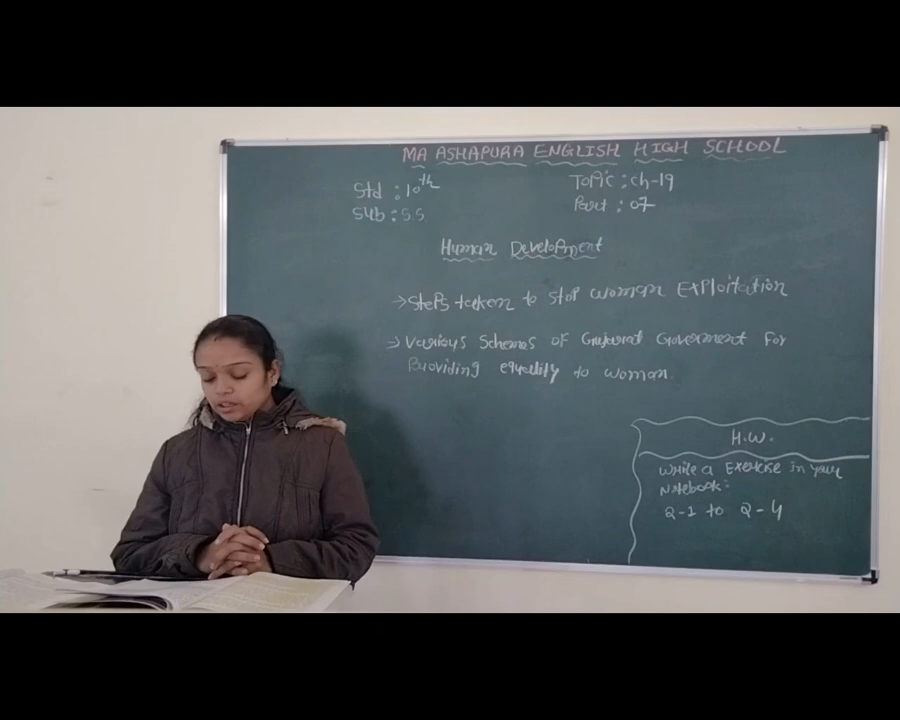 MA ASHAPURA ENGLISH HIGH SCHOOL
Std : 10th
Sub : S.S
Topic : ch-19
Part : 07
Human Development
→ Steps taken to stop woman Exploitation
→ Various Schemes of Gujarat Goverment For
Providing equality to woman.
H.W.
Write a Exercise in your
Notebook:
Q-1 to Q-4